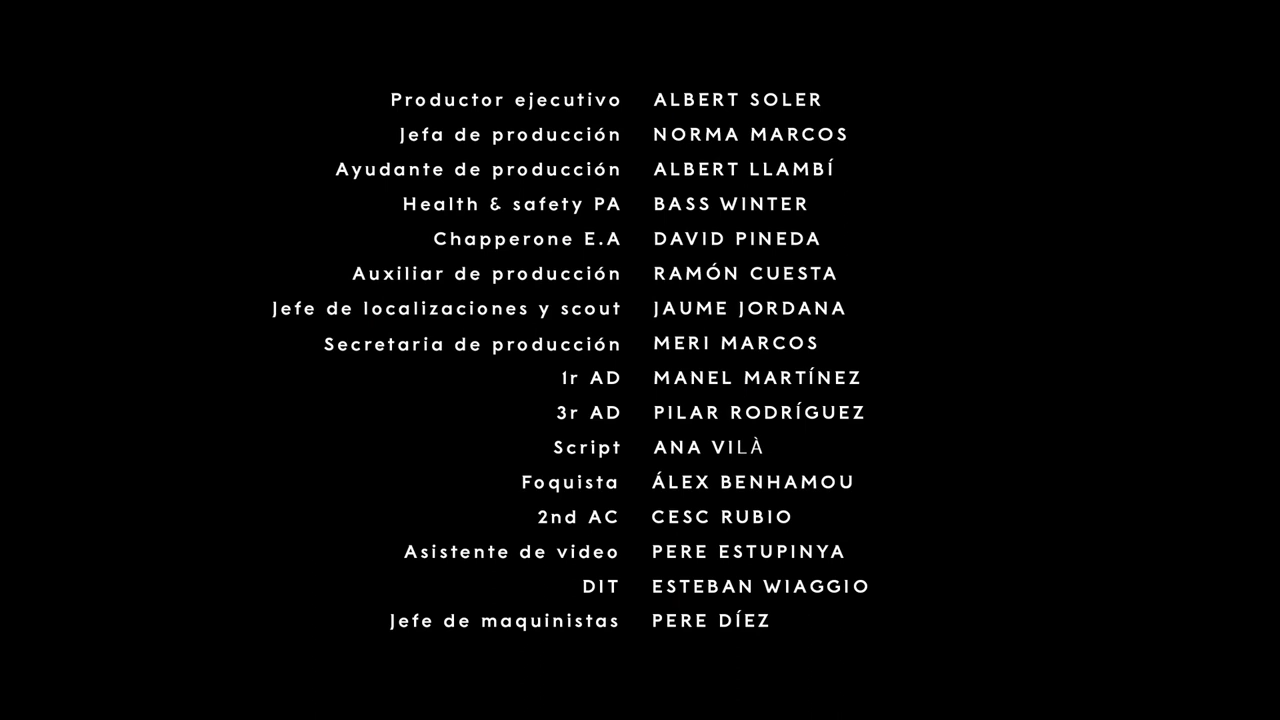 Productor ejecutivo ALBERT SOLER
Jefa de producción NORMA MARCOS
Ayudante de producción ALBERT LLAMBÍ
Health & safety PA BASS WINTER
Chapperone E.A DAVID PINEDA
Auxiliar de producción RAMÓN CUESTA
Jefe de localizaciones y scout JAUME JORDANA
Secretaria de producción MERI MARCOS
1r AD MANEL MARTÍNEZ
3r AD PILAR RODRÍGUEZ
Script ANA VILÀ
Foquista ÁLEX BENHAMOU
2nd AC CESC RUBIO
Asistente de video PERE ESTUPINYA
DIT ESTEBAN WIAGGIO
Jefe de maquinistas PERE DÍEZ